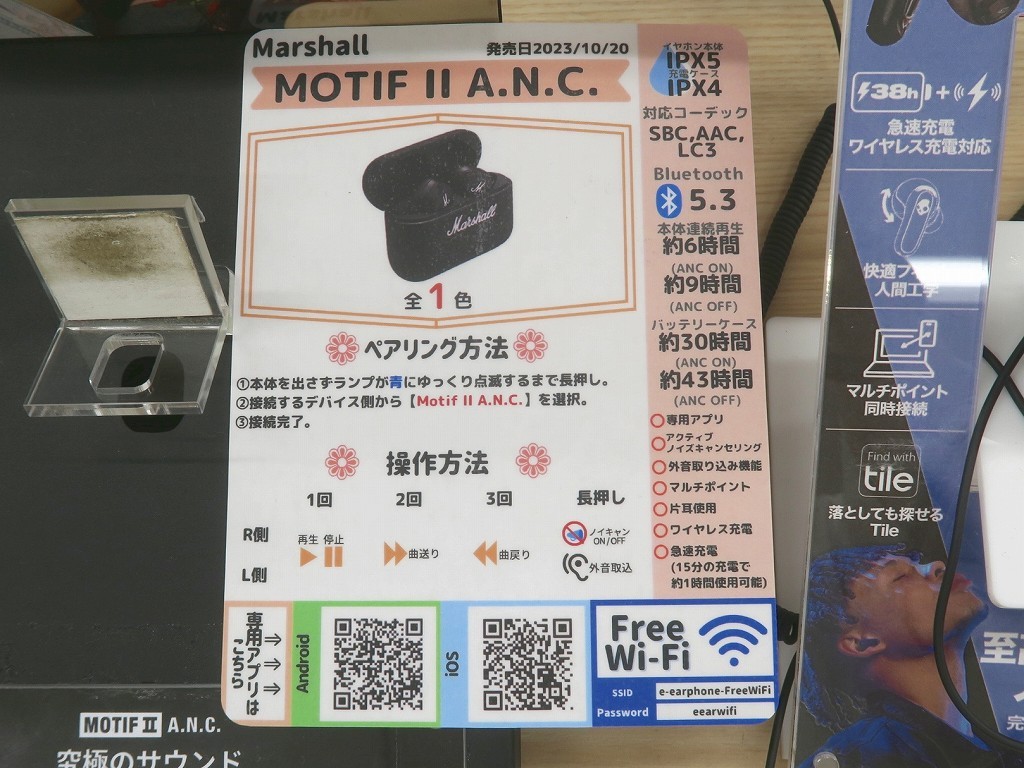 Marshall
発売日2023/10/20
MOTIF II A.N.C.
Marshall
全1色
ペアリング方法
①本体を出さずランプが青にゆっくり点滅するまで長押し。
②接続するデバイス側から【Motif II A.N.C.】を選択。
③接続完了。
操作方法
1回 2回 3回 長押し
R側
L側
再生 停止
曲送り
曲戻り
ノイキャン
ON/OFF
外音取込
イヤホン本体
IPX5
充電ケース
IPX4
対応コーデック
SBC,AAC,
LC3
Bluetooth
5.3
本体連続再生
約6時間
(ANC ON)
約9時間
(ANC OFF)
バッテリーケース
約30時間
(ANC ON)
約43時間
(ANC OFF)
○専用アプリ
○アクティブ
ノイズキャンセリング
○外音取り込み機能
○マルチポイント
○片耳使用
○ワイヤレス充電
○急速充電
(15分の充電で
約1時間使用可能)
専用アプリは
こちら
⇒⇒⇒
Android
iOS
Free
Wi-Fi
SSID e-earphone-FreeWiFi
Password eearwifi
MOTIF II A.N.C.
究極のサウンド
38h + 
急速充電
ワイヤレス充電対応
快適フ
人間工学
マルチポイント
同時接続
Find with
tile
落としても探せる
Tile
至
完